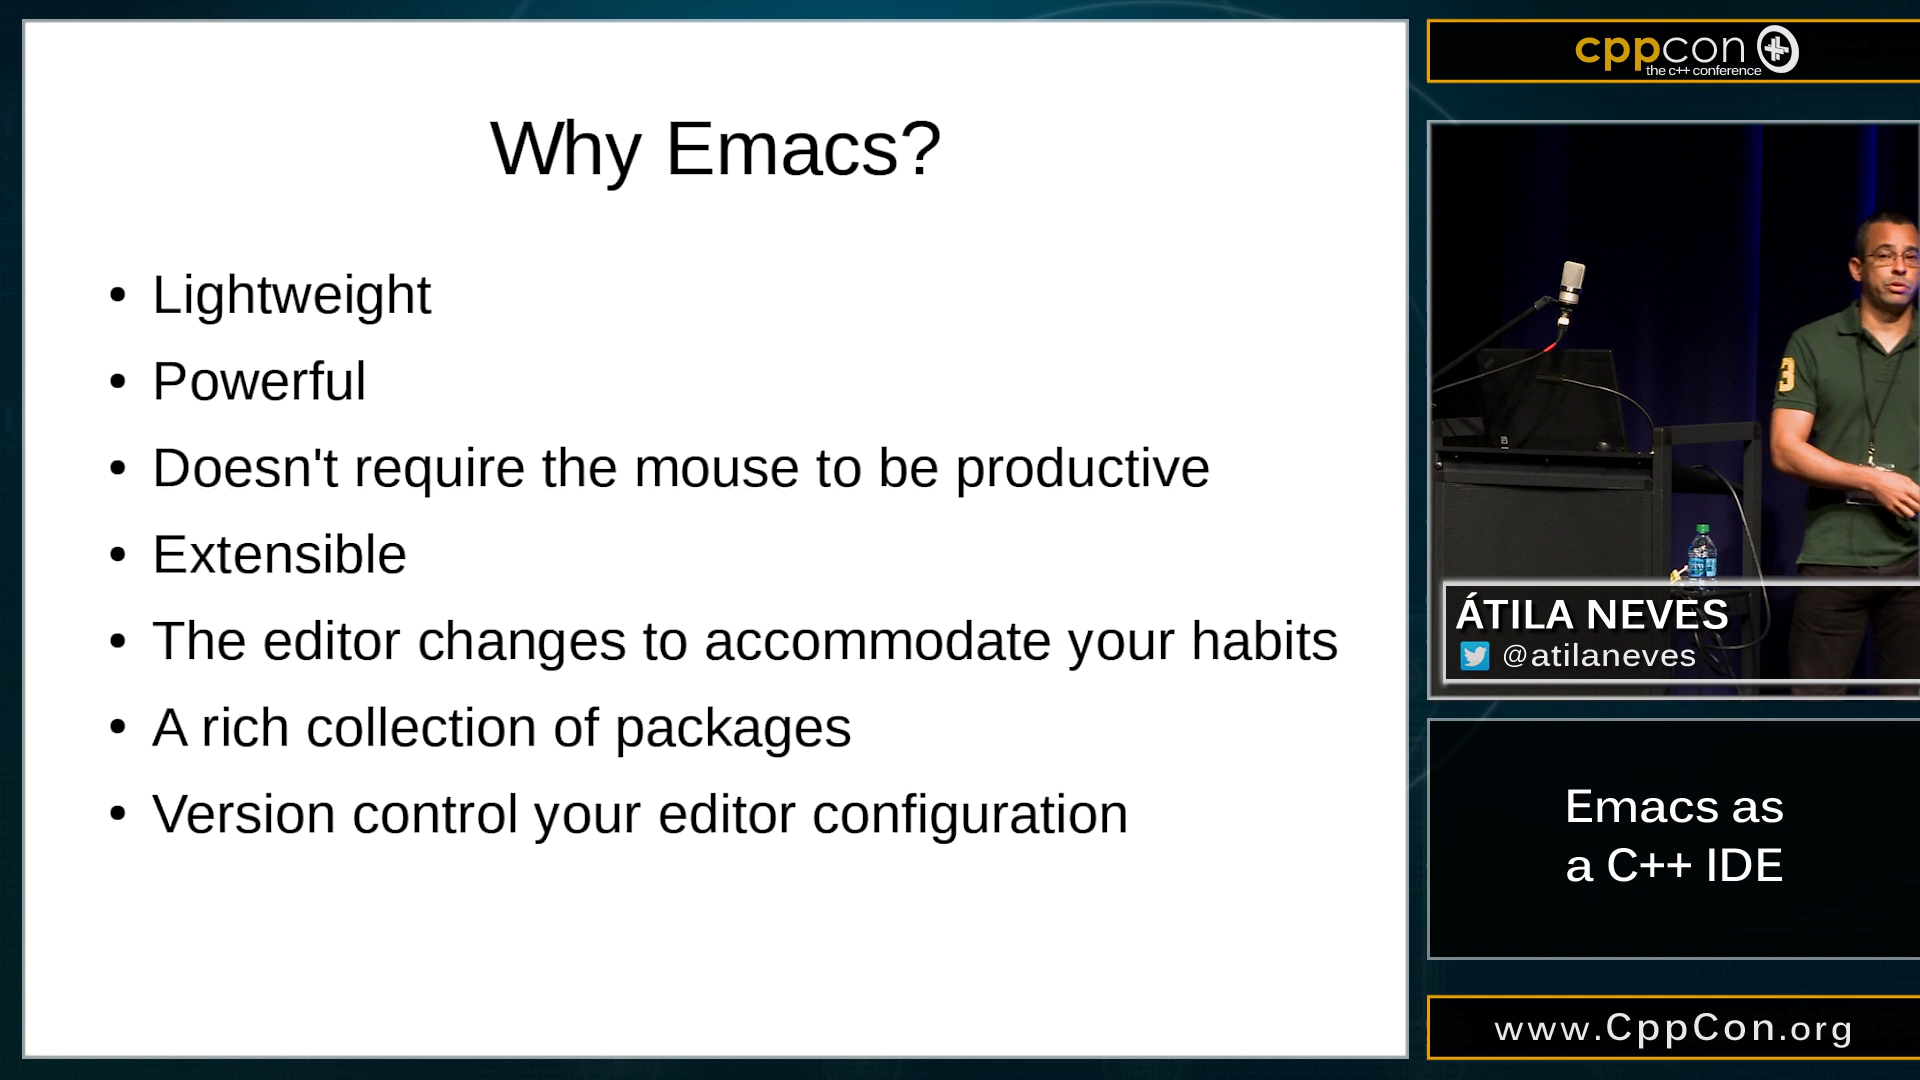 Why Emacs?
• Lightweight
• Powerful
• Doesn't require the mouse to be productive
• Extensible
• The editor changes to accommodate your habits
• A rich collection of packages
• Version control your editor configuration
cppcon
the c++ conference
3
ÁTILA NEVES
@atilaneves
Emacs as
a C++ IDE
www.CppCon.org